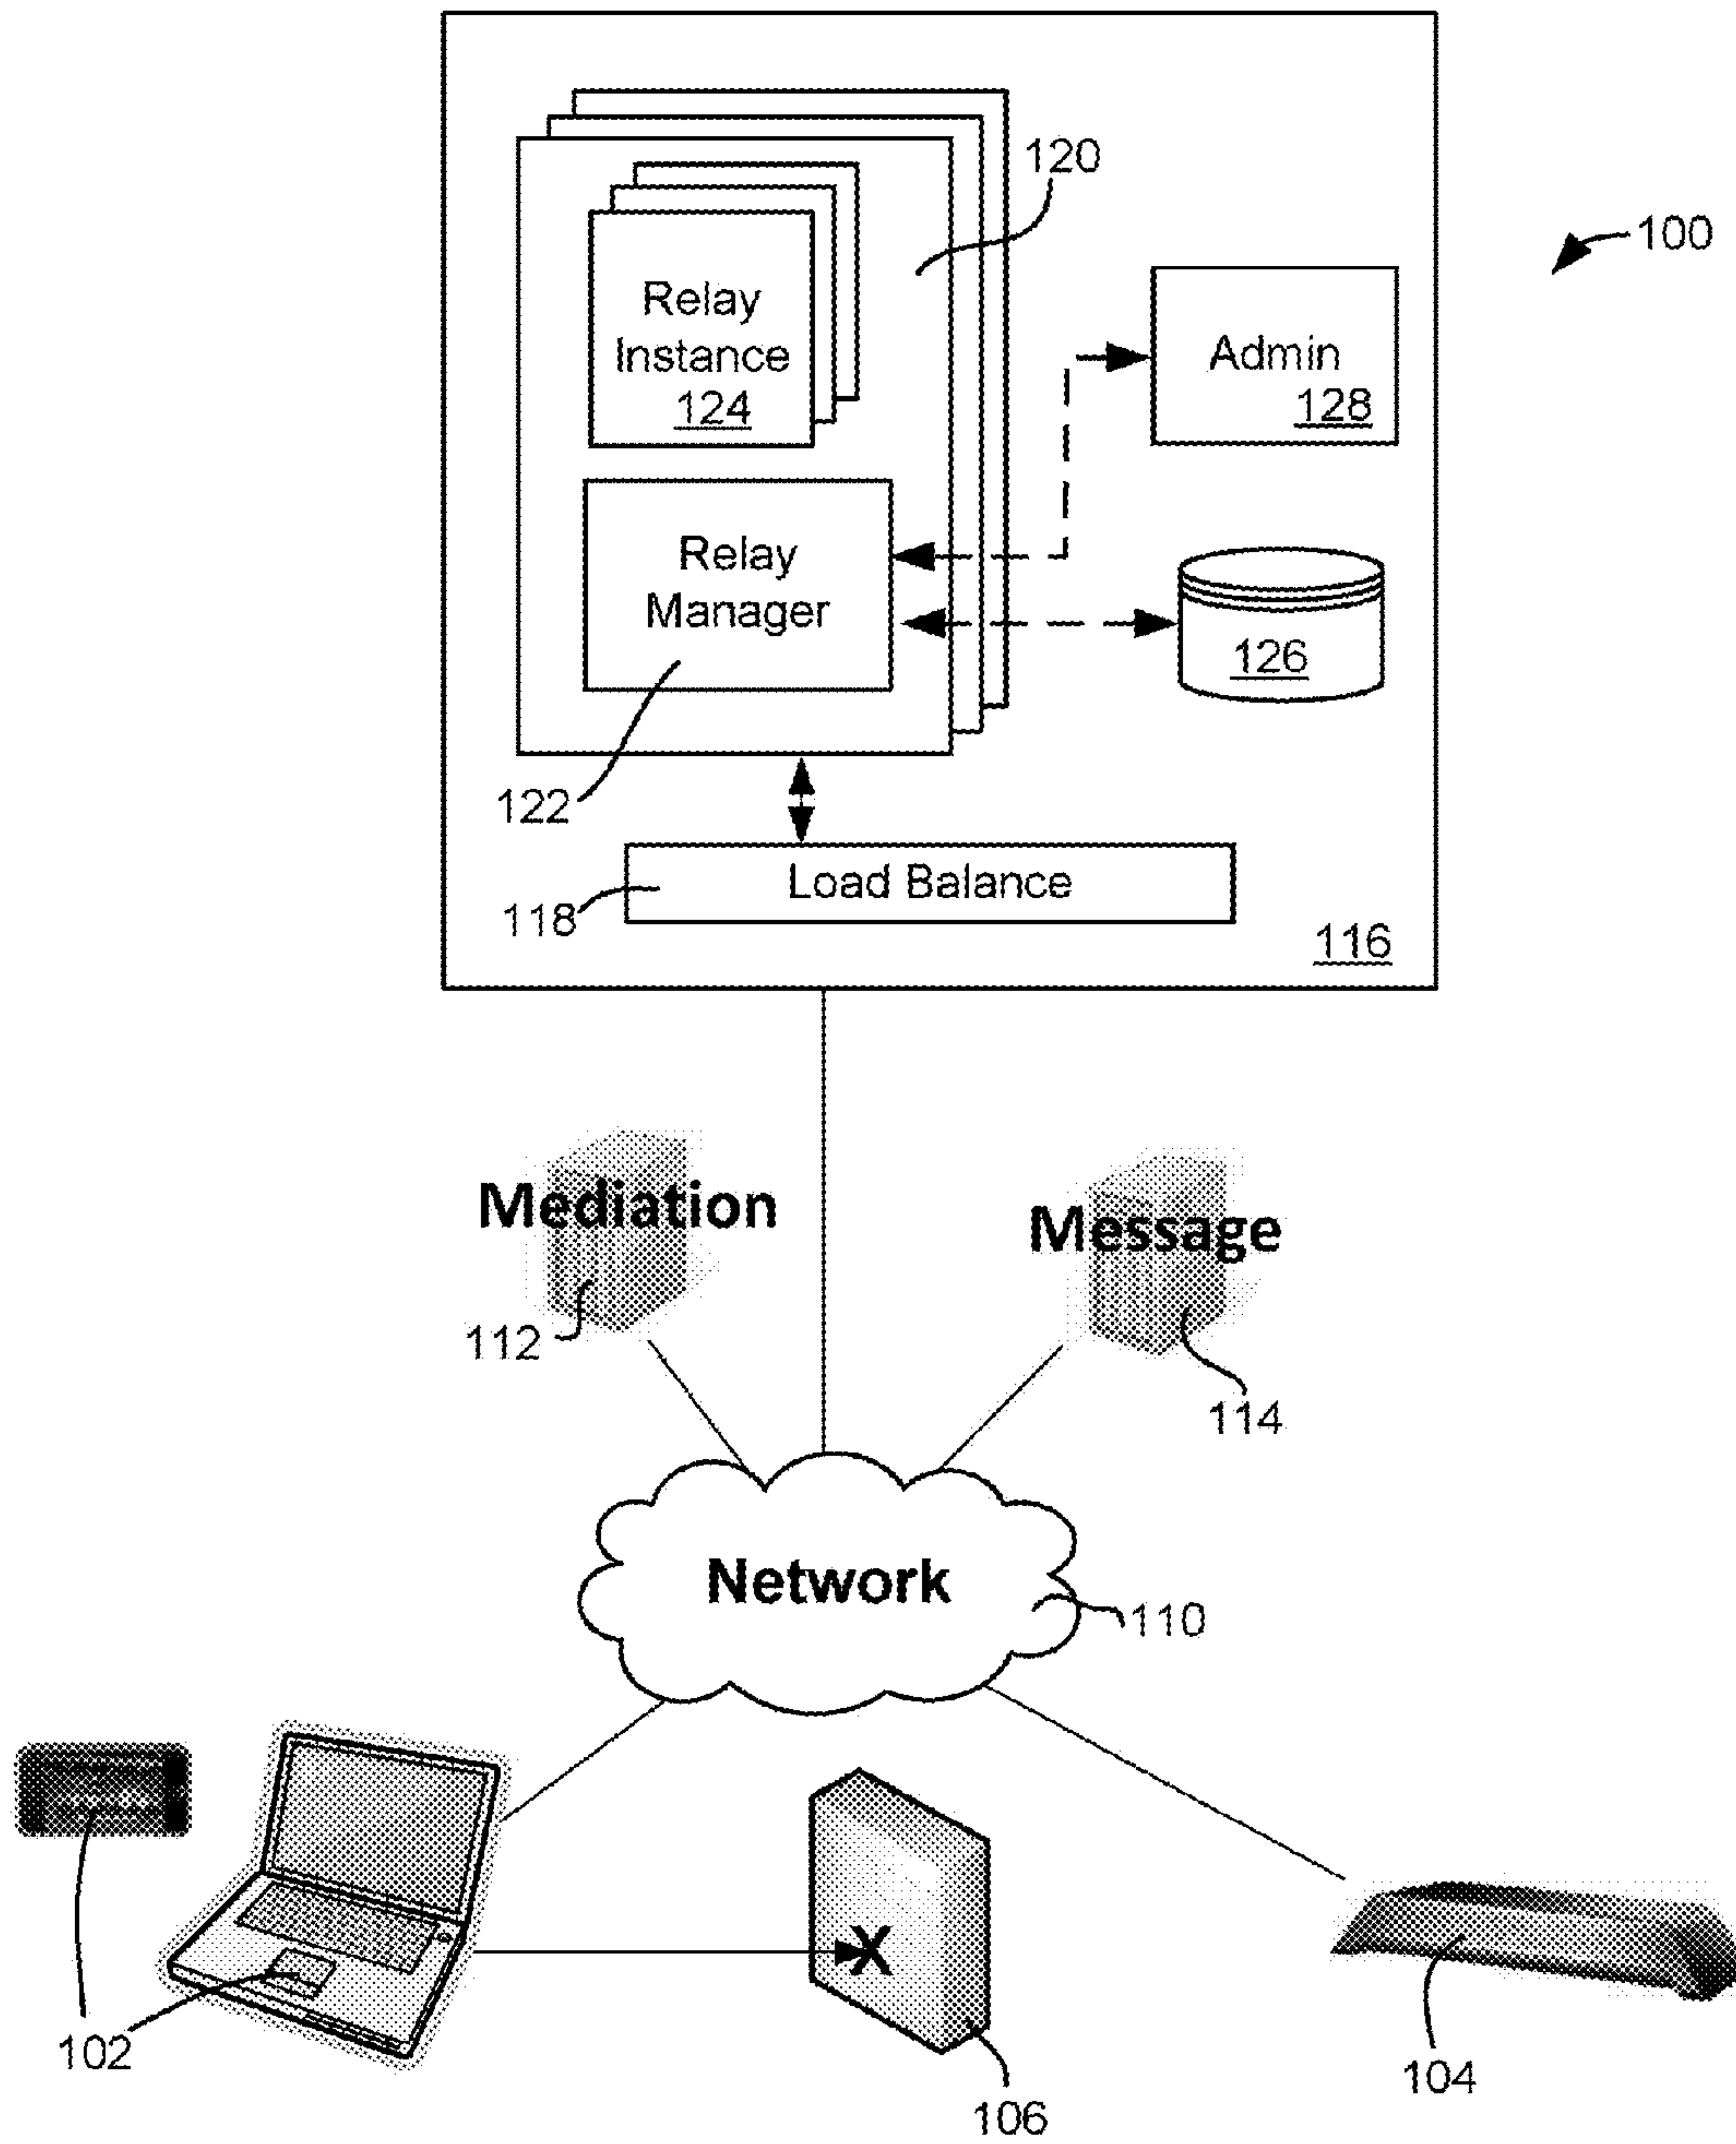 120
100
Relay
Instance
124
Admin
128
Relay
Manager
126
122
Load Balance
118
116
Mediation
Message
112
114
Network
110
102
104
106
X